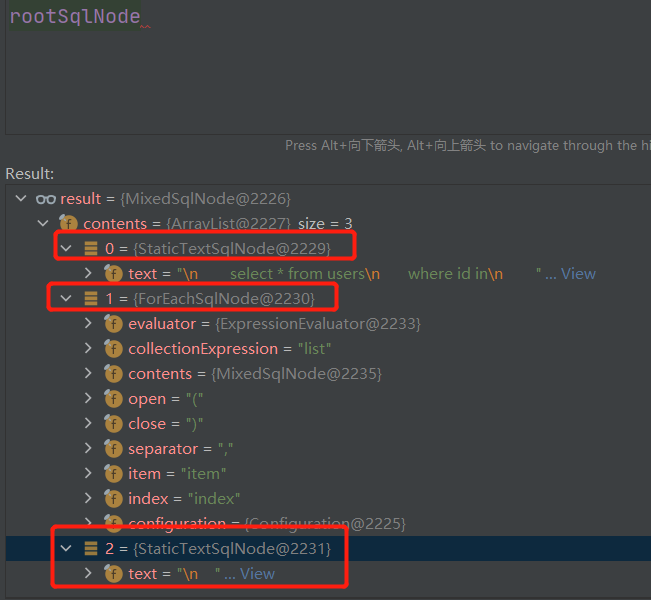 rootSqlNode
Press Alt+向下箭头, Alt+向上箭头 to navigate through the hi
Result:
result = {MixedSqlNode@2226}
contents = {ArrayList@2227} size = 3
0 = {StaticTextSqlNode@2229}
text = "\n select * from users\n where id in\n " ... View
1 = {ForEachSqlNode@2230}
evaluator = {ExpressionEvaluator@2233}
collectionExpression = "list"
contents = {MixedSqlNode@2235}
open = "("
close = ")"
separator = ","
item = "item"
index = "index"
configuration = {Configuration@2225}
2 = {StaticTextSqlNode@2231}
text = "\n " ... View